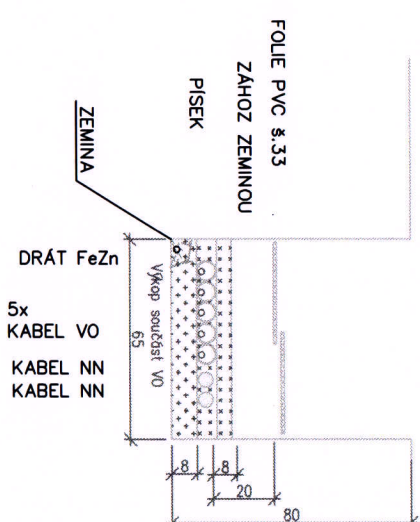 FOLIE PVC š.33
ZÁHOZ ZEMINOU
PÍSEK
ZEMINA
DRÁT FeZn
5x
KABEL VO
KABEL NN
KABEL NN
65
Výkop součást VO
8
8
20
80